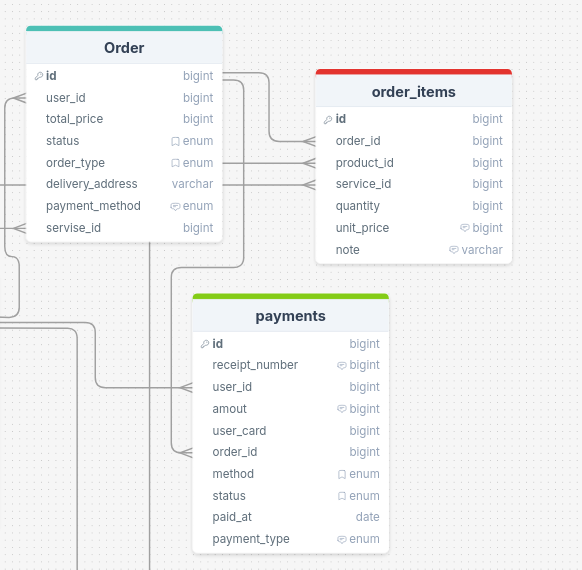 Order
id bigint
user_id bigint
total_price bigint
status enum
order_type enum
delivery_address varchar
payment_method enum
servise_id bigint
order_items
id bigint
order_id bigint
product_id bigint
service_id bigint
quantity bigint
unit_price bigint
note varchar
payments
id bigint
receipt_number bigint
user_id bigint
amout bigint
user_card bigint
order_id bigint
method enum
status enum
paid_at date
payment_type enum